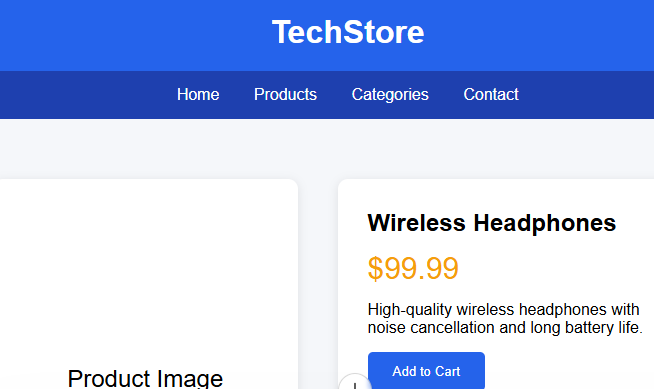 TechStore
Home Products Categories Contact
Wireless Headphones
$99.99
High-quality wireless headphones with
noise cancellation and long battery life.
Add to Cart
Product Image